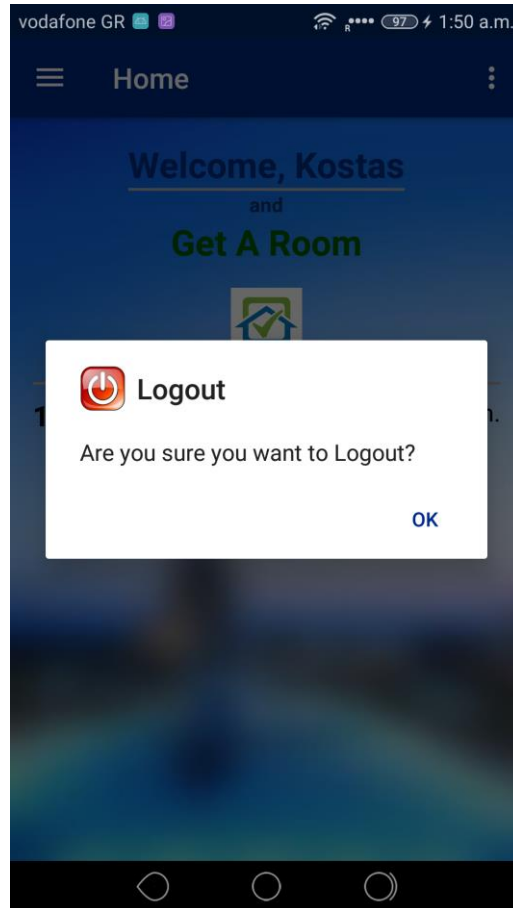 vodafone GR
R 97 1:50 a.m.
Home
Welcome, Kostas
and
Get A Room
Logout
1
Are you sure you want to Logout?
OK